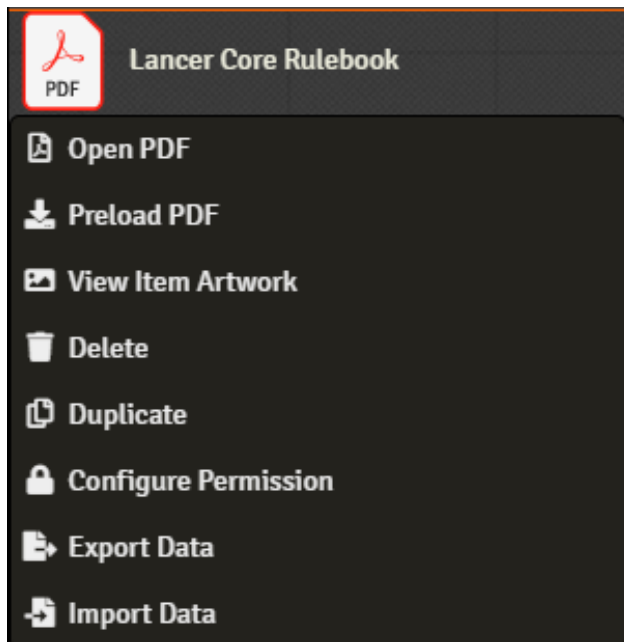 PDF
Lancer Core Rulebook
Open PDF
Preload PDF
View Item Artwork
Delete
Duplicate
Configure Permission
Export Data
Import Data